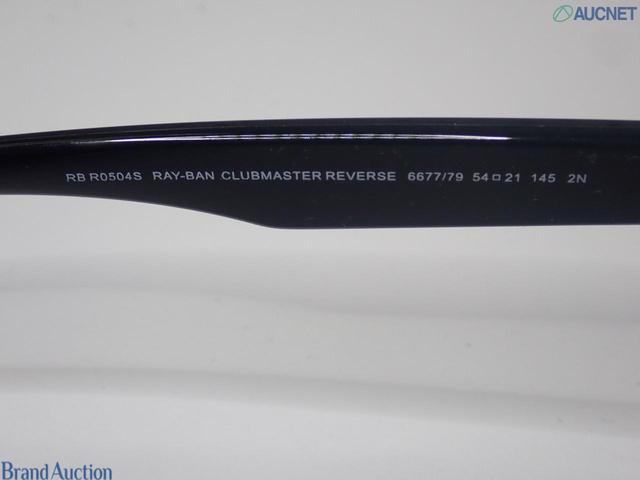 AUCNET
RB R0504S RAY-BAN CLUBMASTER REVERSE 6677/79 54□21 145 2N
Brand Auction